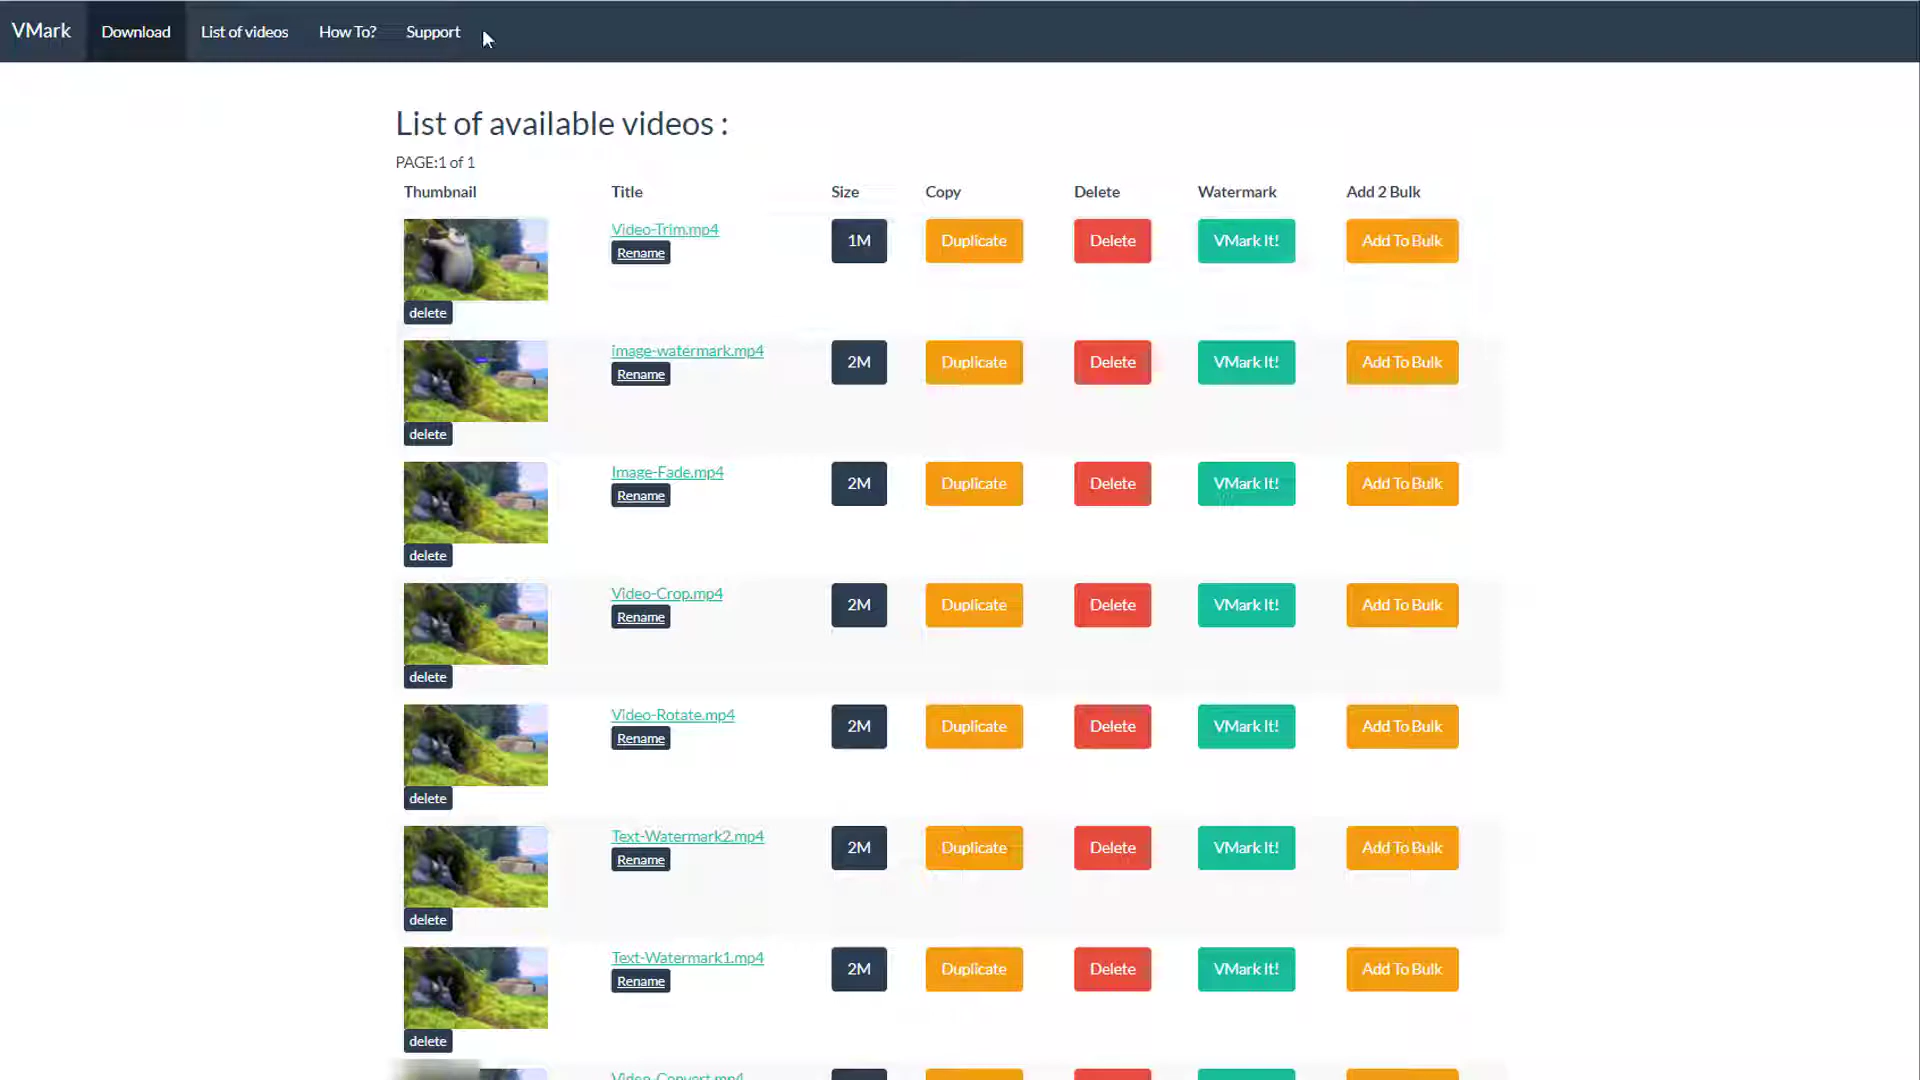 VMark Download List of videos How To? Support
List of available videos :
PAGE:1 of 1
Thumbnail Title Size Copy Delete Watermark Add 2 Bulk
Video-Trim.mp4
Rename
1M Duplicate Delete VMark It! Add To Bulk
delete
image-watermark.mp4
Rename
2M Duplicate Delete VMark It! Add To Bulk
delete
Image-Fade.mp4
Rename
2M Duplicate Delete VMark It! Add To Bulk
delete
Video-Crop.mp4
Rename
2M Duplicate Delete VMark It! Add To Bulk
delete
Video-Rotate.mp4
Rename
2M Duplicate Delete VMark It! Add To Bulk
delete
Text-Watermark2.mp4
Rename
2M Duplicate Delete VMark It! Add To Bulk
delete
Text-Watermark1.mp4
Rename
2M Duplicate Delete VMark It! Add To Bulk
delete
Video-Convert.mp4